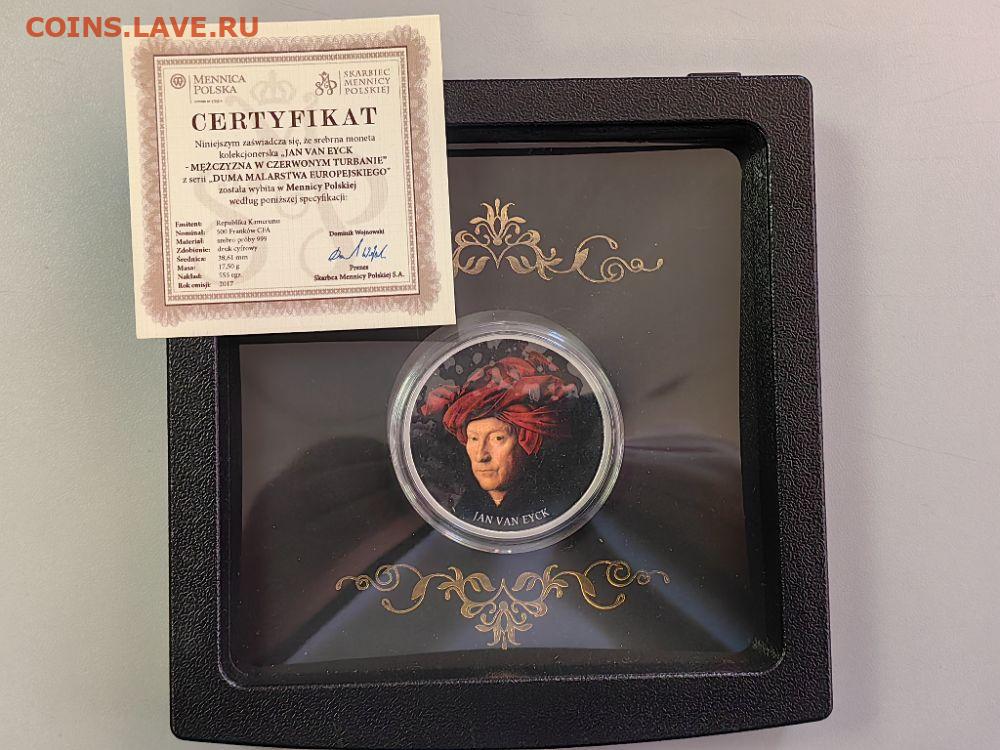 COINS.LAVE.RU
MENNICA
POLSKA
SKARBIEC
MENNICY
POLSKIEJ
CERTYFIKAT
Niniejszym zaświadcza się, że srebrna moneta
kolekcjonerska „JAN VAN EYCK
- MĘŻCZYZNA W CZERWONYM TURBANIE”
z serii „DUMA MALARSTWA EUROPEJSKIEGO”
została wybita w Mennicy Polskiej
według poniższej specyfikacji:
Emitent: Republika Kamerunu
Nominał: 500 Franków CFA
Materiał: srebro próby 999
Zdobienie: druk cyfrowy
Średnica: 38,61 mm
Masa: 17,50 g
Nakład: 555 egz.
Rok emisji: 2017
Dominik Wojnowski
Prezes
Skarbca Mennicy Polskiej S.A.
JAN VAN EYCK